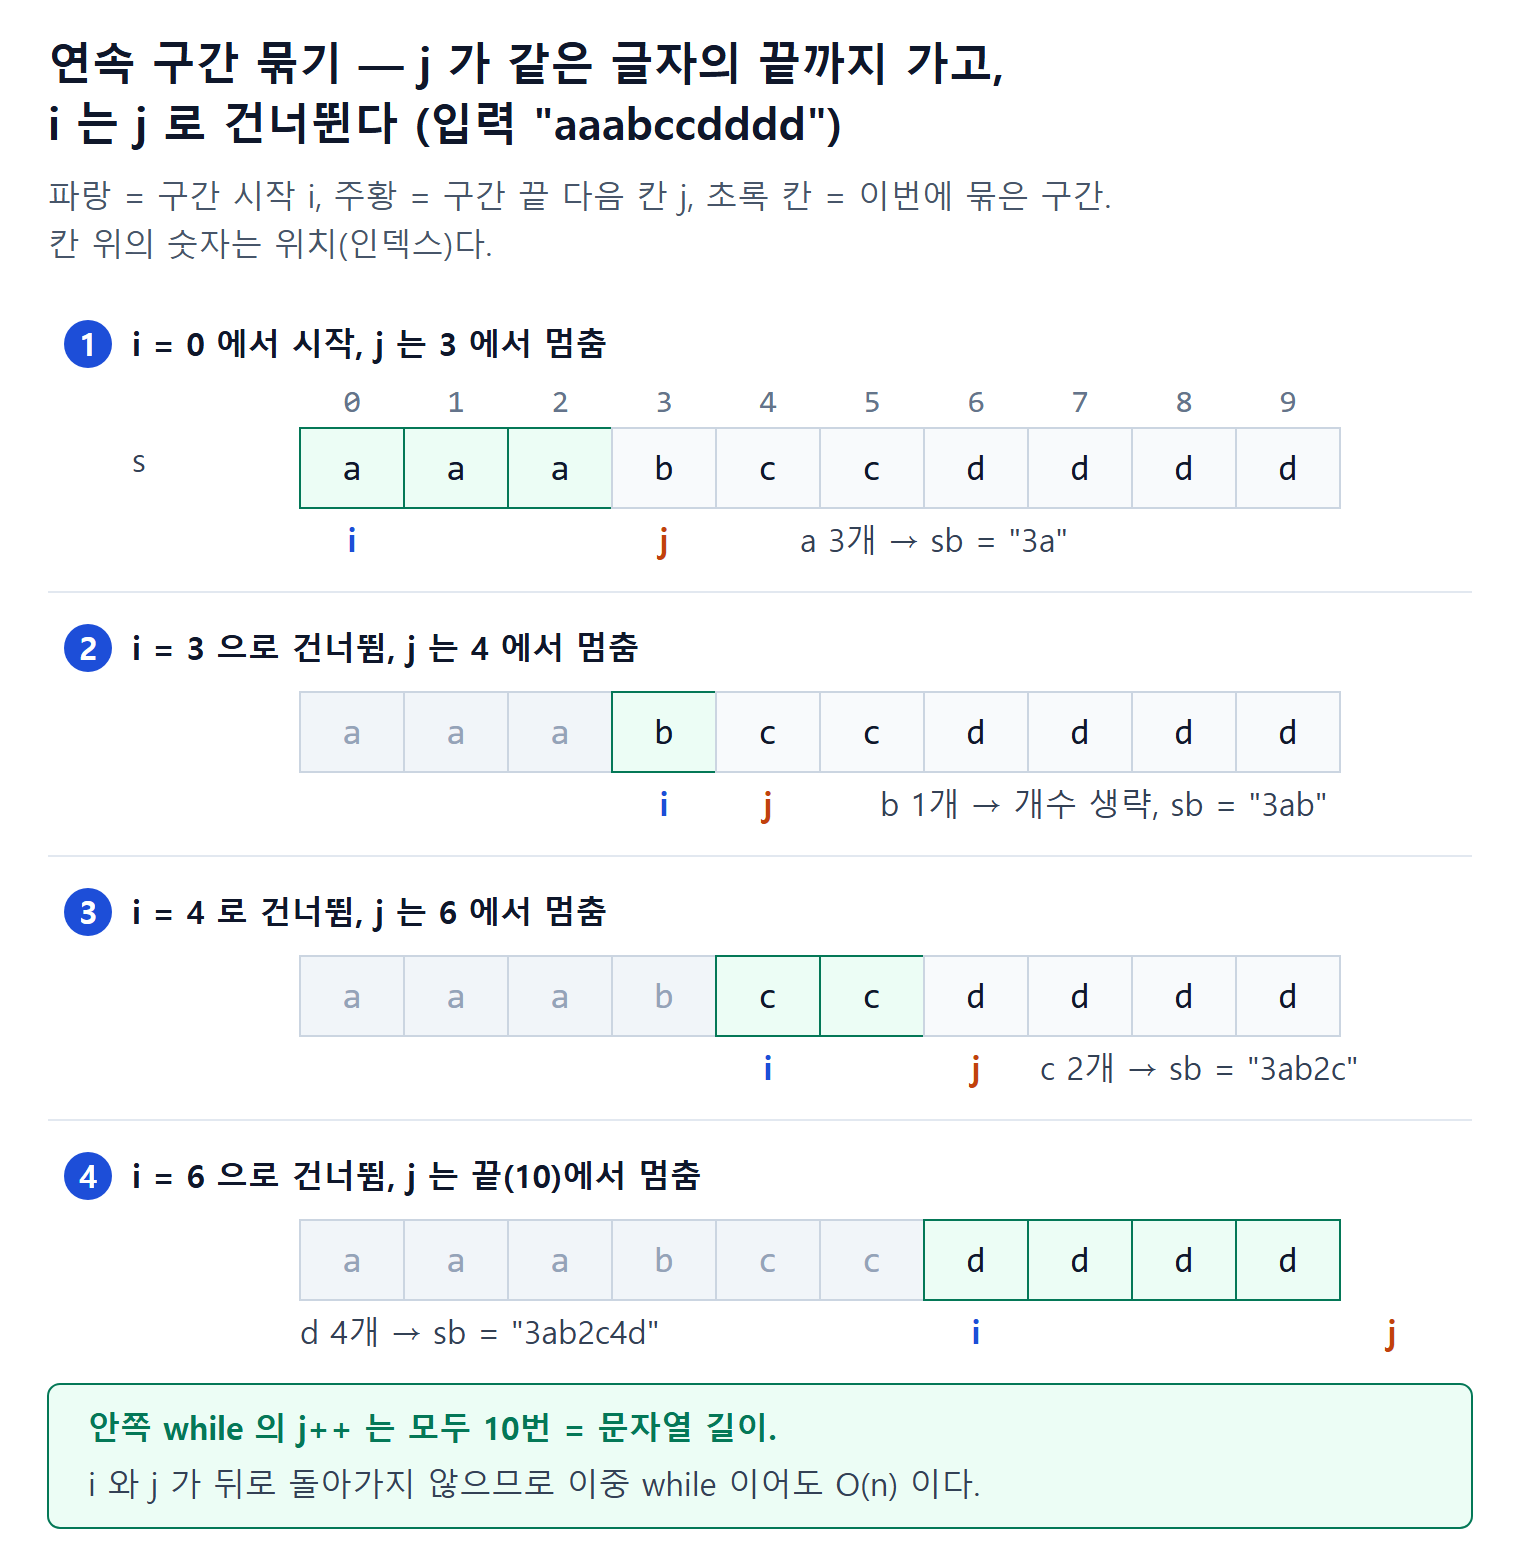 연속 구간 묶기 — j 가 같은 글자의 끝까지 가고,
i 는 j 로 건너뛴다 (입력 "aaabccdddd")
파랑 = 구간 시작 i, 주황 = 구간 끝 다음 칸 j, 초록 칸 = 이번에 묶은 구간.
칸 위의 숫자는 위치(인덱스)다.
1 i = 0 에서 시작, j 는 3 에서 멈춤
0 1 2 3 4 5 6 7 8 9
s a a a b c c d d d d
i j a 3개 → sb = "3a"
2 i = 3 으로 건너뜀, j 는 4 에서 멈춤
a a a b c c d d d d
i j b 1개 → 개수 생략, sb = "3ab"
3 i = 4 로 건너뜀, j 는 6 에서 멈춤
a a a b c c d d d d
i j c 2개 → sb = "3ab2c"
4 i = 6 으로 건너뜀, j 는 끝(10)에서 멈춤
a a a b c c d d d d
d 4개 → sb = "3ab2c4d" i j
안쪽 while 의 j++ 는 모두 10번 = 문자열 길이.
i 와 j 가 뒤로 돌아가지 않으므로 이중 while 이어도 O(n) 이다.